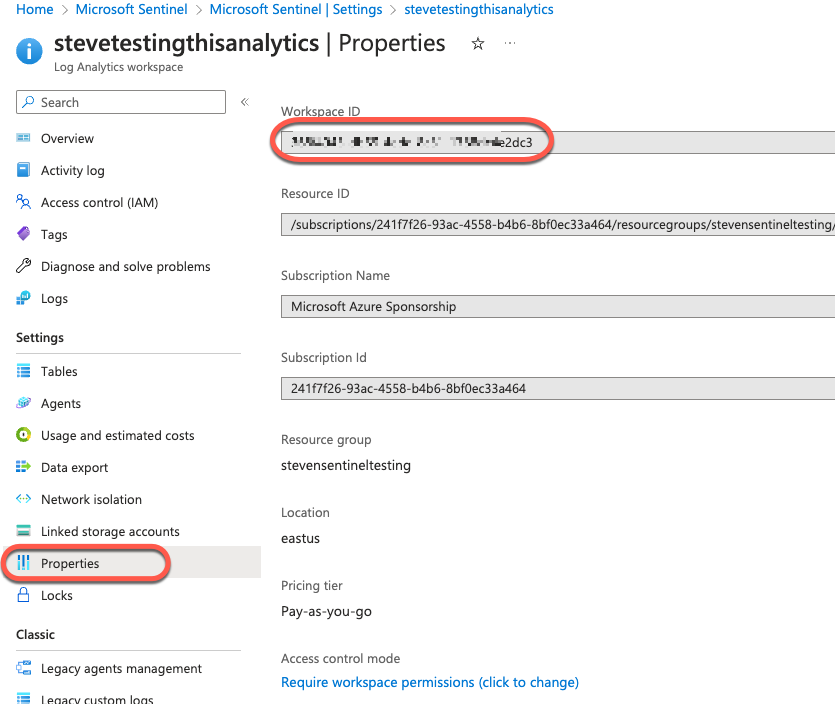 Home > Microsoft Sentinel > Microsoft Sentinel | Settings > stevetestingthisanalytics
stevetestingthisanalytics | Properties
Log Analytics workspace
Search
Overview
Activity log
Access control (IAM)
Tags
Diagnose and solve problems
Logs
Settings
Tables
Agents
Usage and estimated costs
Data export
Network isolation
Linked storage accounts
Properties
Locks
Classic
Legacy agents management
Legacy custom logs
Workspace ID
e2dc3
Resource ID
/subscriptions/241f7f26-93ac-4558-b4b6-8bf0ec33a464/resourcegroups/stevensentineltesting/
Subscription Name
Microsoft Azure Sponsorship
Subscription Id
241f7f26-93ac-4558-b4b6-8bf0ec33a464
Resource group
stevensentineltesting
Location
eastus
Pricing tier
Pay-as-you-go
Access control mode
Require workspace permissions (click to change)